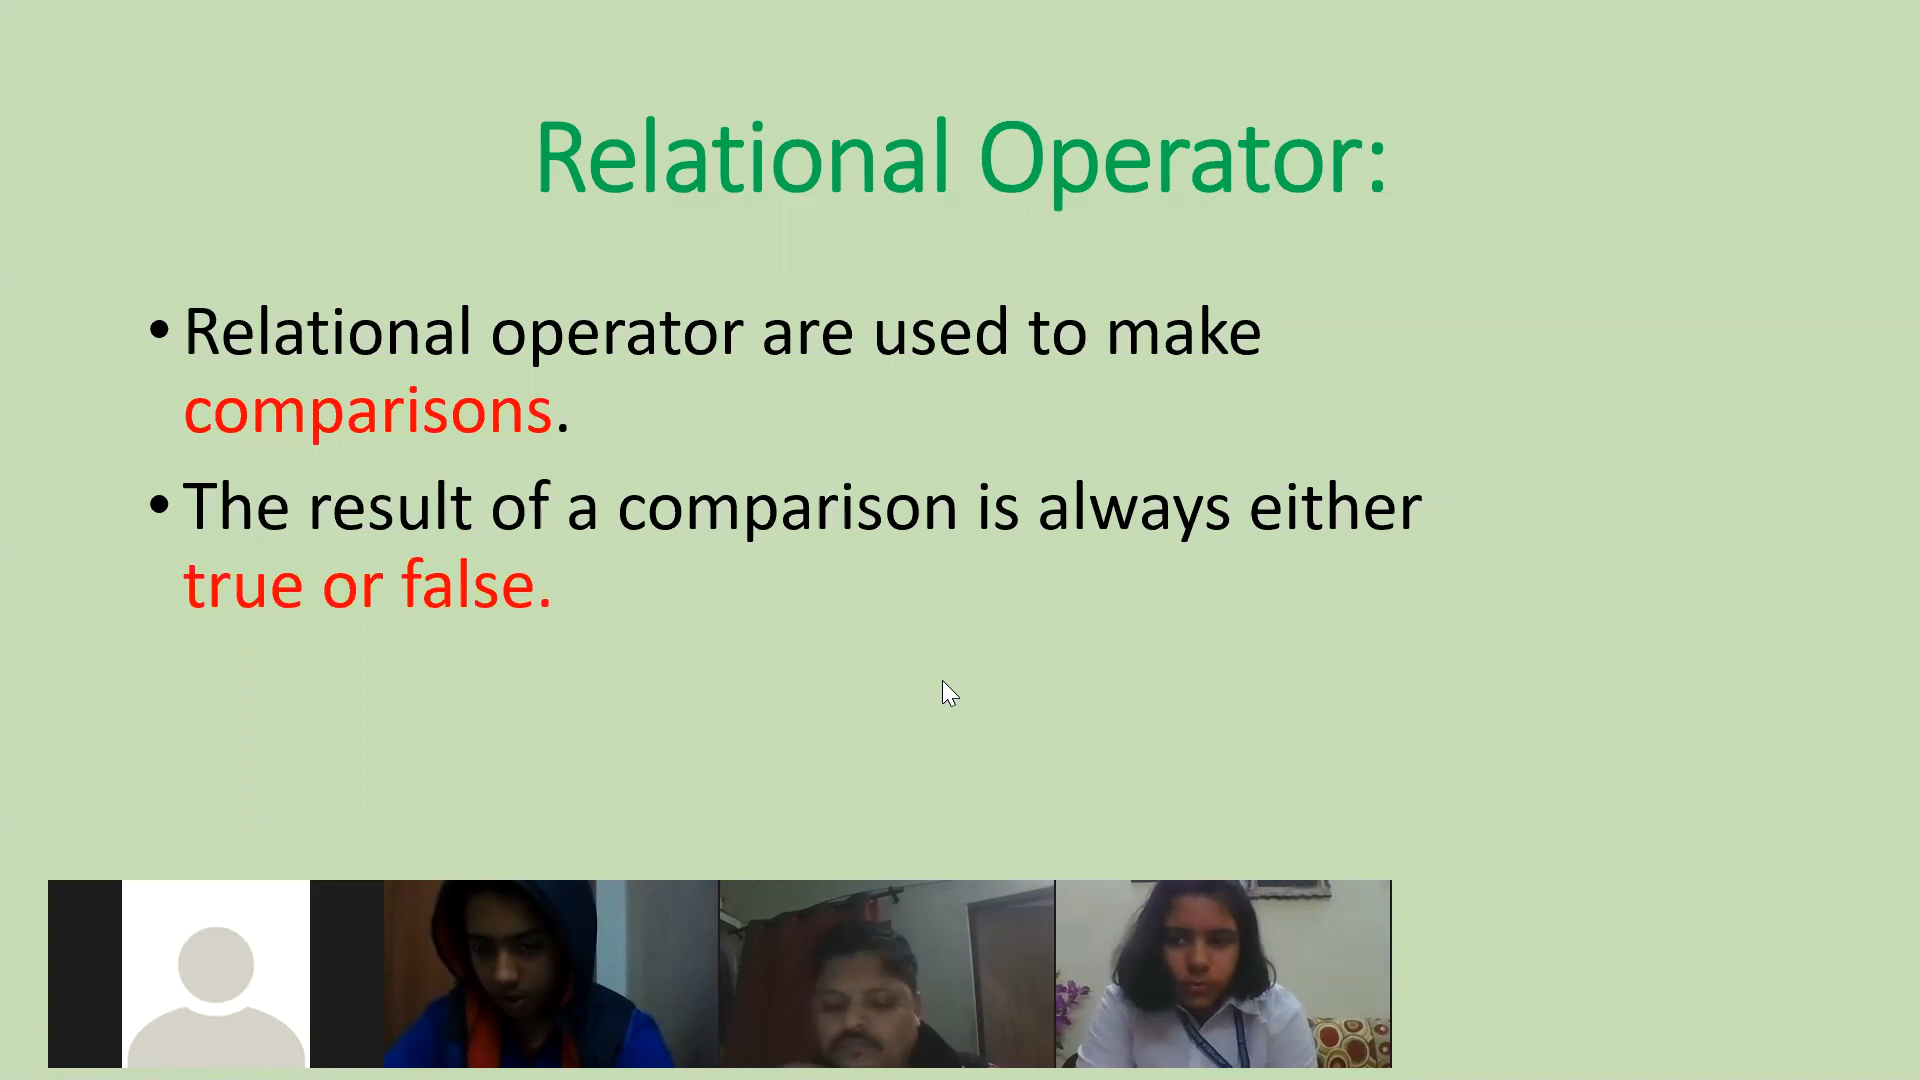 Relational Operator:
• Relational operator are used to make
comparisons.
• The result of a comparison is always either
true or false.